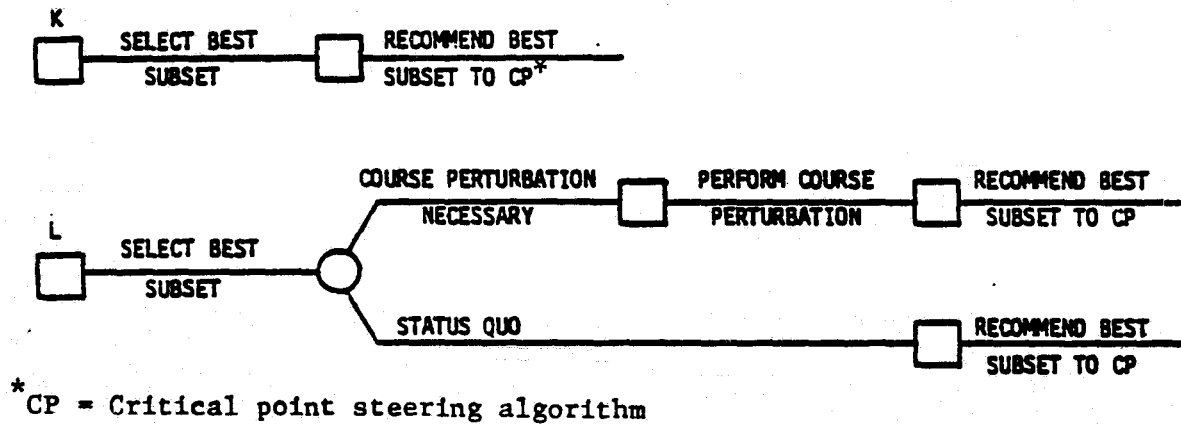 K
SELECT BEST
SUBSET
RECOMMEND BEST
SUBSET TO CP*
COURSE PERTURBATION
NECESSARY
PERFORM COURSE
PERTURBATION
RECOMMEND BEST
SUBSET TO CP
L
SELECT BEST
SUBSET
STATUS QUO
RECOMMEND BEST
SUBSET TO CP
*CP = Critical point steering algorithm